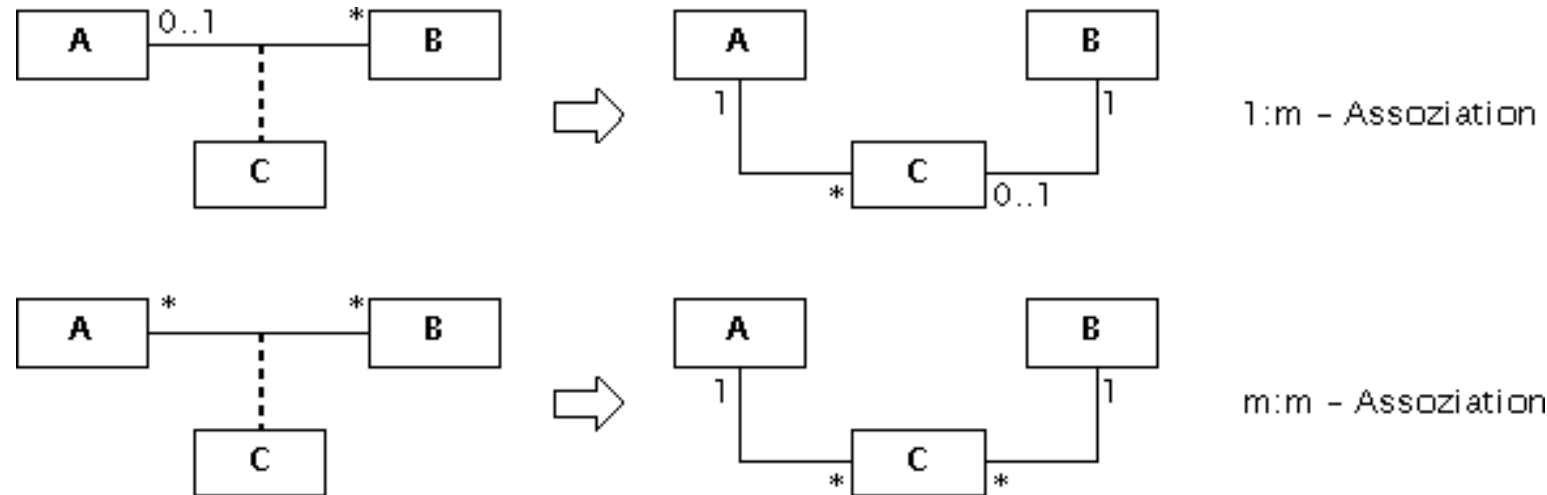 0..1 * 
A B A B
1 1 1:m – Assoziation
C C
* 0..1
* *
A B A B
1 1 m:m – Assoziation
C C
* *